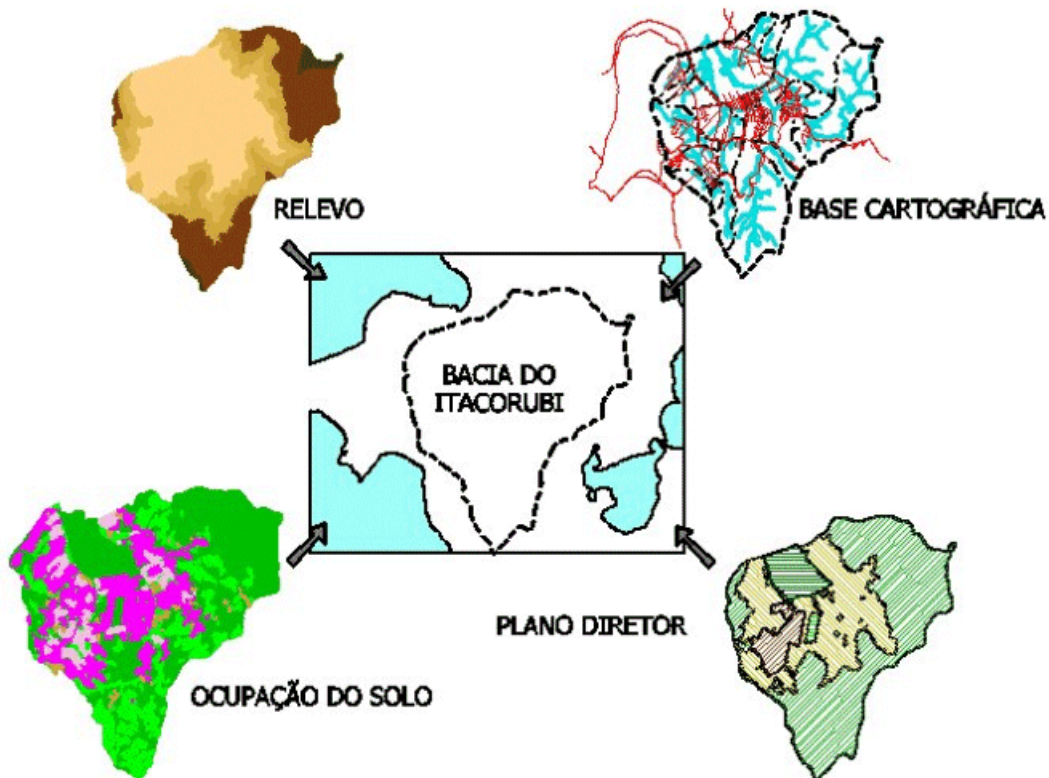 RELEVO
BASE CARTOGRÁFICA
BACIA DO
ITACORUBI
PLANO DIRETOR
OCUPAÇÃO DO SOLO